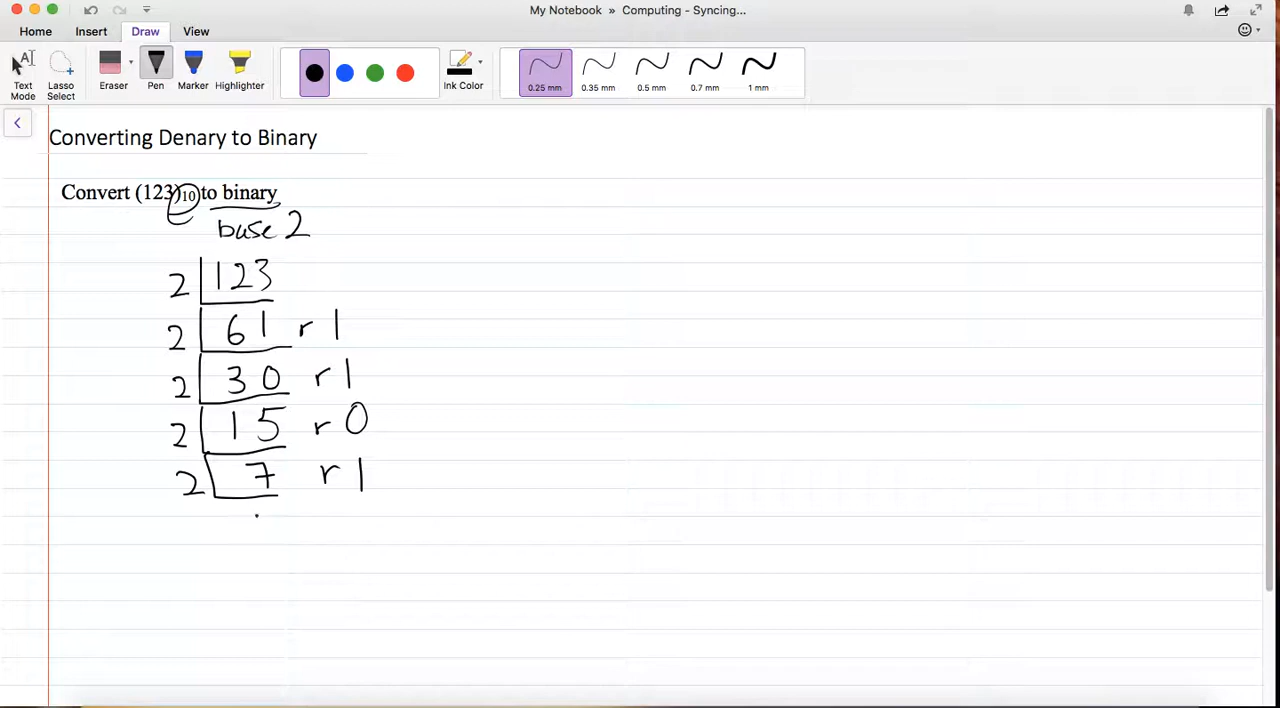 My Notebook » Computing - Syncing...
Home Insert Draw View
Text Mode
Lasso Select
Eraser
Pen
Marker
Highlighter
Ink Color
0.25 mm
0.35 mm
0.5 mm
0.7 mm
1 mm
Converting Denary to Binary
Convert (123)10 to binary
base 2
2 123
2 61 r 1
2 30 r 1
2 15 r 0
2 7 r 1